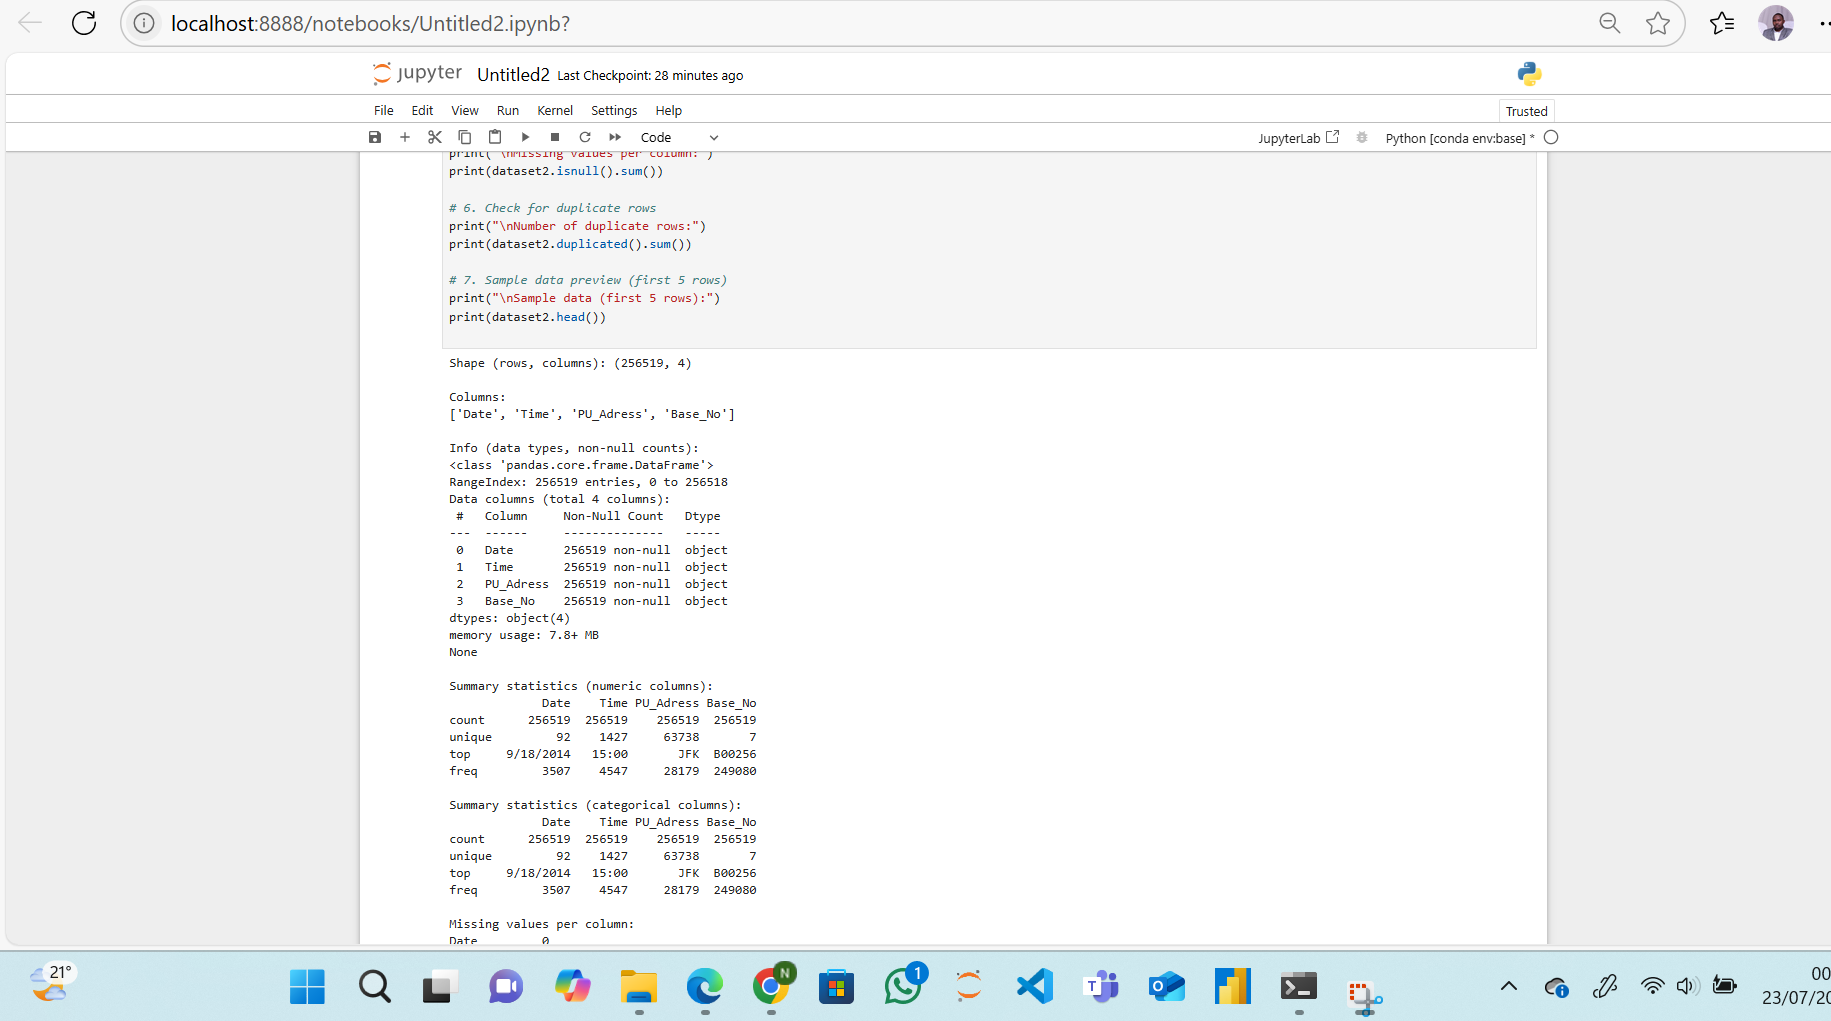 localhost:8888/notebooks/Untitled2.ipynb?
jupyter Untitled2 Last Checkpoint: 28 minutes ago
File Edit View Run Kernel Settings Help
Trusted
Code
JupyterLab
Python [conda env:base] *
print("\nMissing values per column:")
print(dataset2.isnull().sum())
# 6. Check for duplicate rows
print("\nNumber of duplicate rows:")
print(dataset2.duplicated().sum())
# 7. Sample data preview (first 5 rows)
print("\nSample data (first 5 rows):")
print(dataset2.head())
Shape (rows, columns): (256519, 4)
Columns:
['Date', 'Time', 'PU_Adress', 'Base_No']
Info (data types, non-null counts):
<class 'pandas.core.frame.DataFrame'>
RangeIndex: 256519 entries, 0 to 256518
Data columns (total 4 columns):
# Column Non-Null Count Dtype
--- ------ -------------- -----
0 Date 256519 non-null object
1 Time 256519 non-null object
2 PU_Adress 256519 non-null object
3 Base_No 256519 non-null object
dtypes: object(4)
memory usage: 7.8+ MB
None
Summary statistics (numeric columns):
Date Time PU_Adress Base_No
count 256519 256519 256519 256519
unique 92 1427 63738 7
top 9/18/2014 15:00 JFK B00256
freq 3507 4547 28179 249080
Summary statistics (categorical columns):
Date Time PU_Adress Base_No
count 256519 256519 256519 256519
unique 92 1427 63738 7
top 9/18/2014 15:00 JFK B00256
freq 3507 4547 28179 249080
Missing values per column:
Date 0
21°
N
1
00
23/07/20